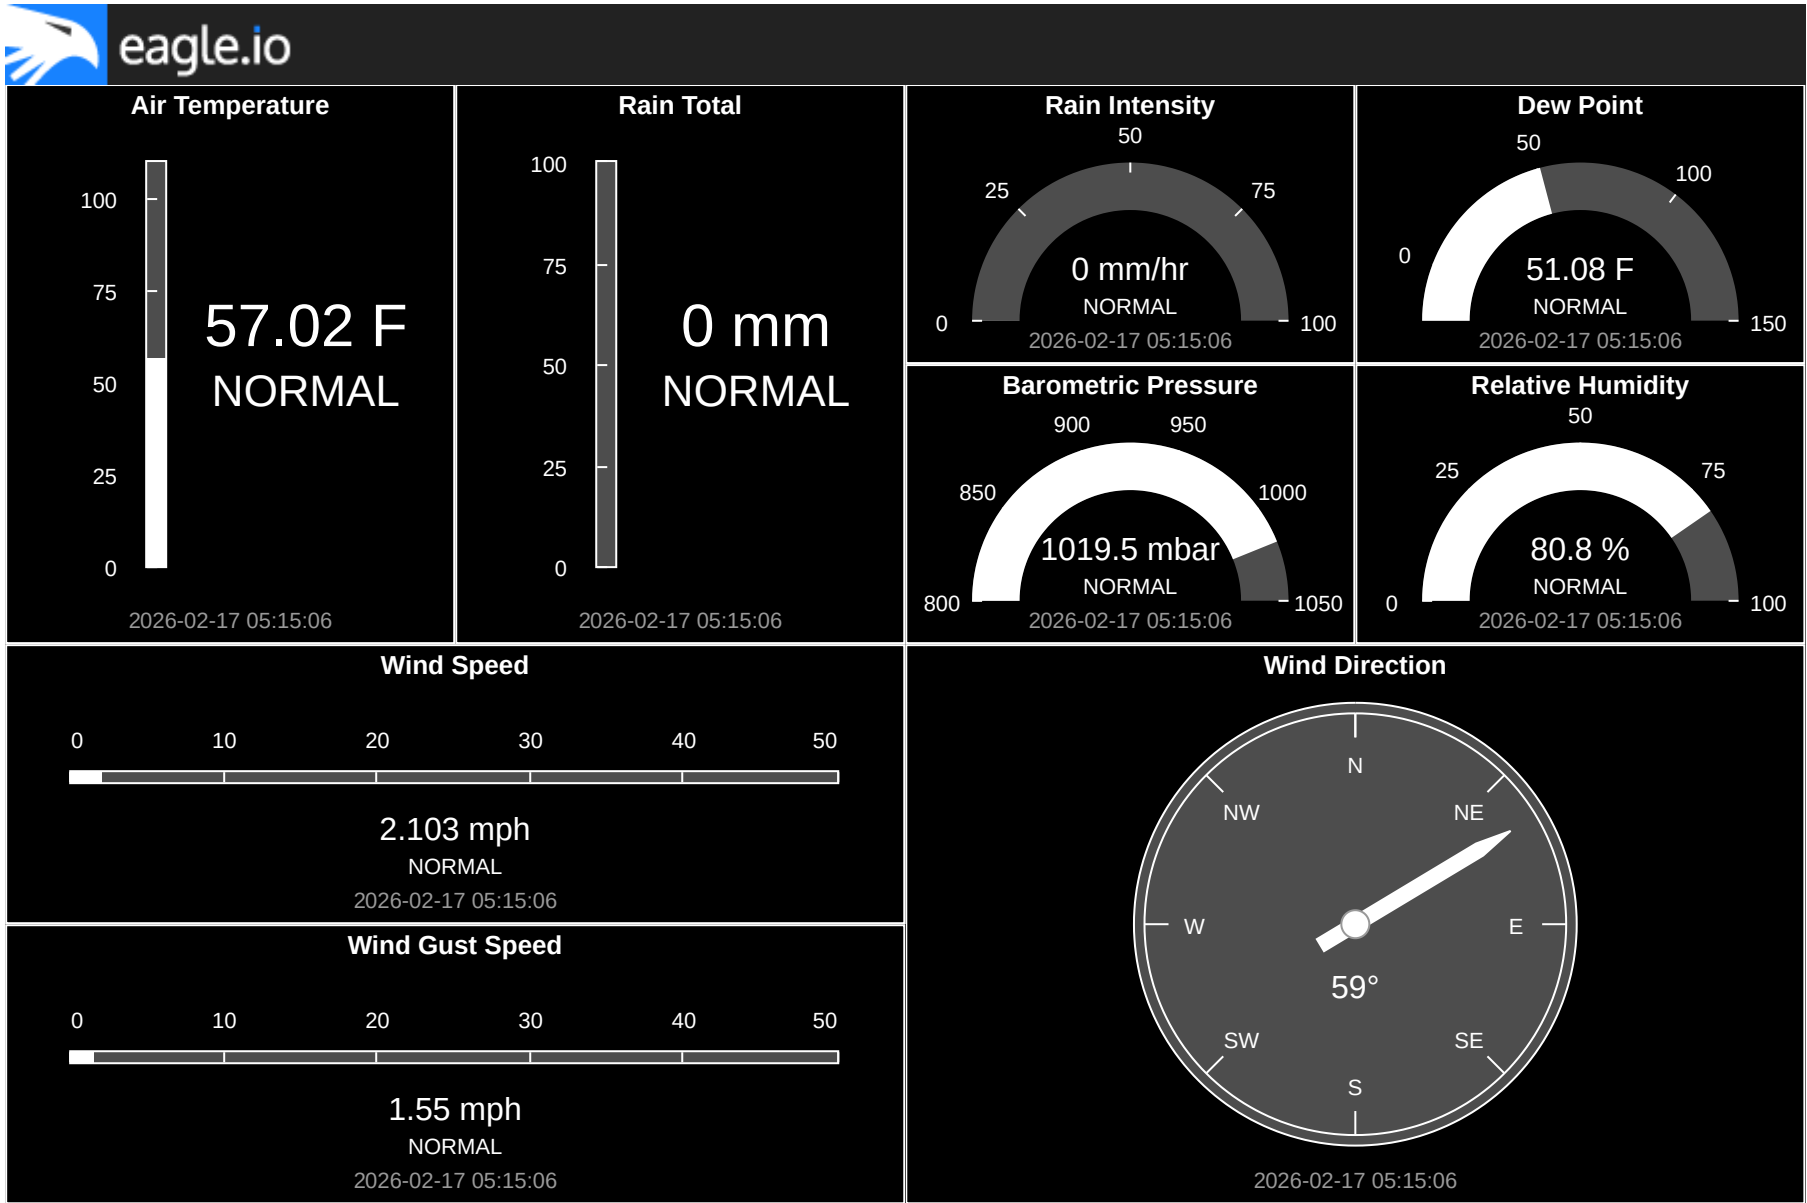 eagle.io
Air Temperature
100
75
50
25
0
57.02 F
NORMAL
2026-02-17 05:15:06
Rain Total
100
75
50
25
0
0 mm
NORMAL
2026-02-17 05:15:06
Rain Intensity
0
25
50
75
100
0 mm/hr
NORMAL
2026-02-17 05:15:06
Dew Point
0
50
100
150
51.08 F
NORMAL
2026-02-17 05:15:06
Barometric Pressure
800
850
900
950
1000
1050
1019.5 mbar
NORMAL
2026-02-17 05:15:06
Relative Humidity
0
25
50
75
100
80.8 %
NORMAL
2026-02-17 05:15:06
Wind Speed
0 10 20 30 40 50
2.103 mph
NORMAL
2026-02-17 05:15:06
Wind Gust Speed
0 10 20 30 40 50
1.55 mph
NORMAL
2026-02-17 05:15:06
Wind Direction
N
NW NE
W E
59°
SW SE
S
2026-02-17 05:15:06